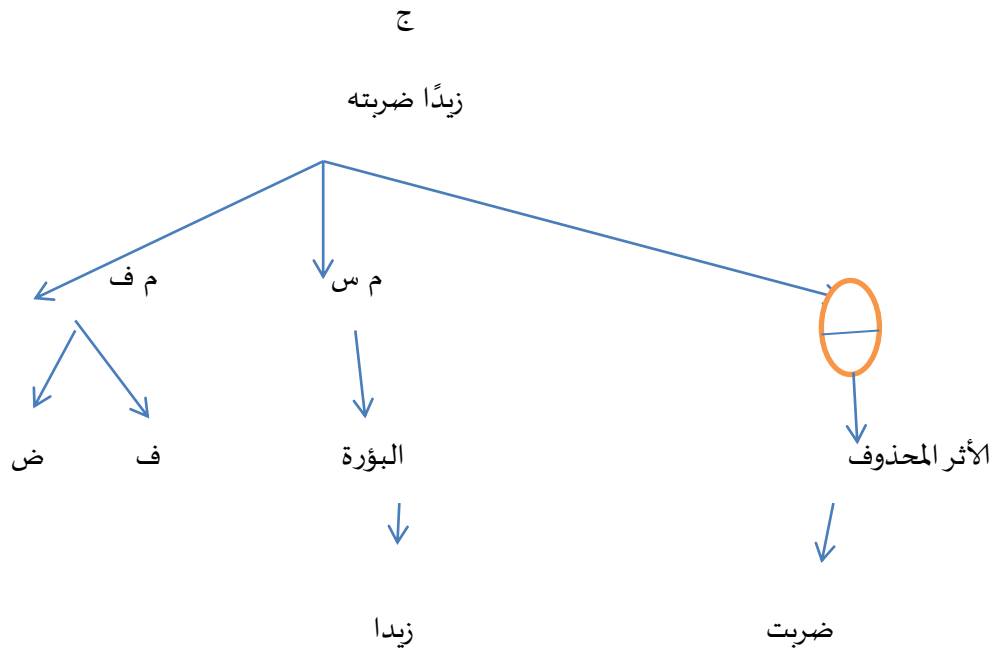 ج
زيدًا ضربته
م س م ف
الأثر المحذوف البؤرة ف ض
ضربت زيدا